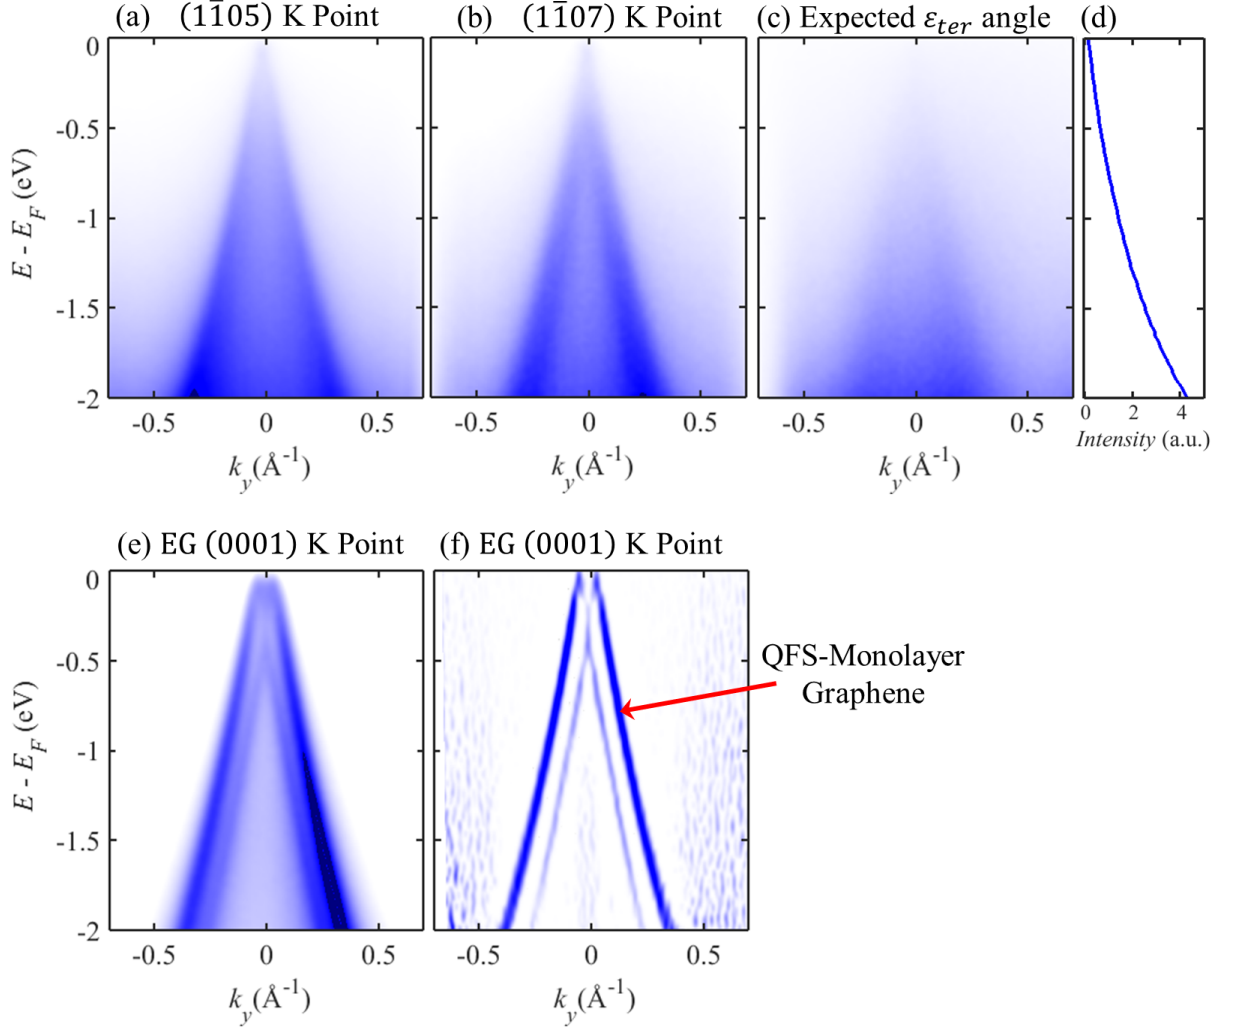 (a) (11̅05) K Point
(b) (11̅07) K Point
(c) Expected εₜₑᵣ angle
(d)
0
-0.5
-1
-1.5
-2
E - E_F (eV)
-0.5 0 0.5
-0.5 0 0.5
-0.5 0 0.5
0 2 4
k_y(Å⁻¹)
k_y(Å⁻¹)
k_y(Å⁻¹)
Intensity (a.u.)
(e) EG (0001) K Point
(f) EG (0001) K Point
0
-0.5
-1
-1.5
-2
E - E_F (eV)
QFS-Monolayer
Graphene
-0.5 0 0.5
-0.5 0 0.5
k_y(Å⁻¹)
k_y(Å⁻¹)